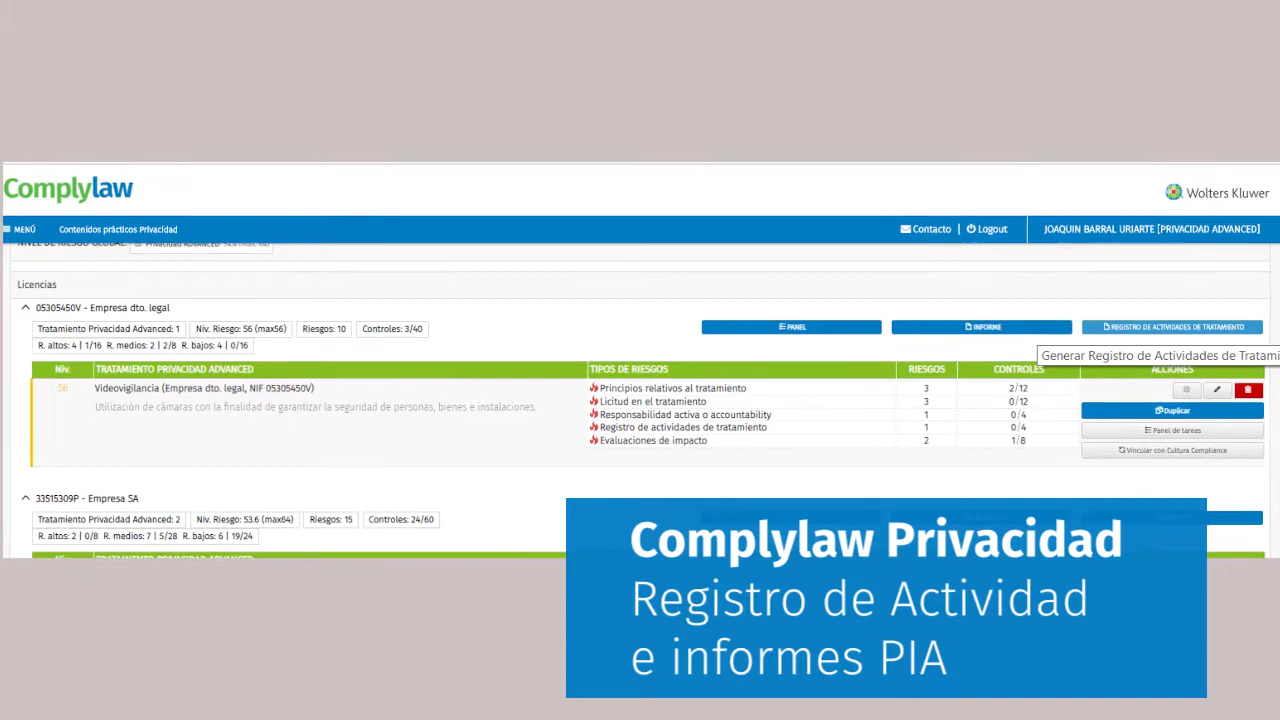 Complylaw
Wolters Kluwer
MENÚ Contenidos prácticos Privacidad Contacto | Logout JOAQUIN BARRAL URIARTE [PRIVACIDAD ADVANCED]
NIVEL DE RIESGO GLOBAL: Privacidad ADVANCED:
Licencias
05305450V - Empresa dto. legal
Tratamiento Privacidad Advanced: 1 Niv. Riesgo: 56 (max56) Riesgos: 10 Controles: 3/40 PANEL INFORME REGISTRO DE ACTIVIDADES DE TRATAMIENTO
R. altos: 4 | 1/16 R. medios: 2 | 2/8 R. bajos: 4 | 0/16
Generar Registro de Actividades de Tratami
Niv. TRATAMIENTO PRIVACIDAD ADVANCED TIPOS DE RIESGOS RIESGOS CONTROLES ACCIONES
56 Videovigilancia (Empresa dto. legal, NIF 05305450V) Principios relativos al tratamiento 3 2/12
Licitud en el tratamiento 3 0/12
Utilización de cámaras con la finalidad de garantizar la seguridad de personas, bienes e instalaciones.
Responsabilidad activa o accountability 1 0/4 Duplicar
Registro de actividades de tratamiento 1 0/4 Panel de tareas
Evaluaciones de impacto 2 1/8 Vincular con Cultura Compliance
33515309P - Empresa SA
Tratamiento Privacidad Advanced: 2 Niv. Riesgo: 53.6 (max64) Riesgos: 15 Controles: 24/60
R. altos: 2 | 0/8 R. medios: 7 | 5/28 R. bajos: 6 | 19/24
Complylaw Privacidad
Registro de Actividad
e informes PIA